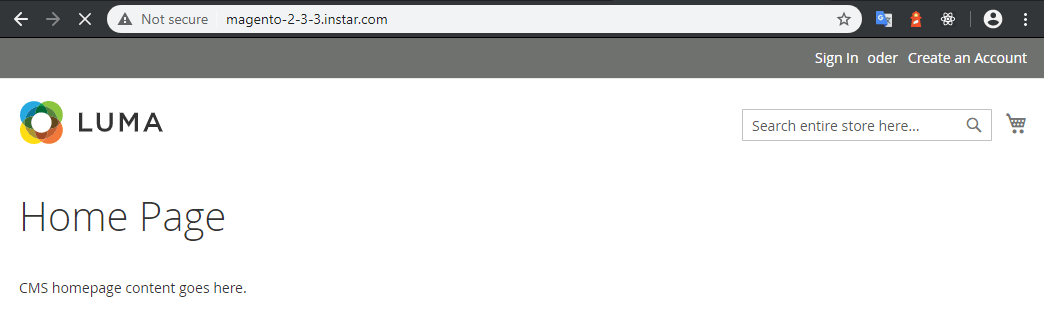 Not secure magento-2-3-3.instar.com
Sign In oder Create an Account
LUMA
Search entire store here...
Home Page
CMS homepage content goes here.